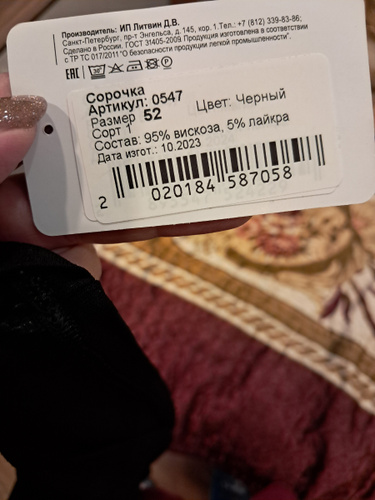 Производитель: ИП Литвин Д.В.
Санкт-Петербург, пр-т Энгельса, д. 145, кор. 1.Тел.: +7 (812) 339-83-86;
Сделано в России. ГОСТ 31405-2009. Продукция изготовлена в соответствии
с ТР ТС 017/2011 "О безопасности продукции легкой промышленности".
EAC
Сорочка
Артикул: 0547
Размер 52 Цвет: Черный
Сорт 1
Состав: 95% вискоза, 5% лайкра
Дата изгот.: 10.2023
2 020184 587058